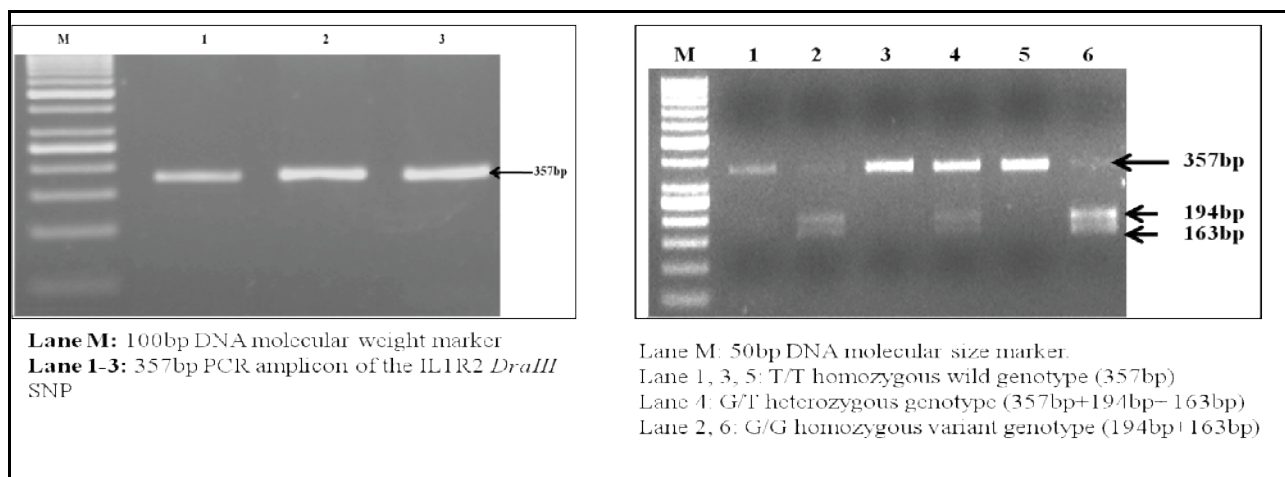 M 1 2 3
357bp
Lane M: 100bp DNA molecular weight marker
Lane 1-3: 357bp PCR amplicon of the IL1R2 DraIII
SNP
M 1 2 3 4 5 6
357bp
194bp
163bp
Lane M: 50bp DNA molecular size marker.
Lane 1, 3, 5: T/T homozygous wild genotype (357bp)
Lane 4: G/T heterozygous genotype (357bp+194bp+163bp)
Lane 2, 6: G/G homozygous variant genotype (194bp+163bp)